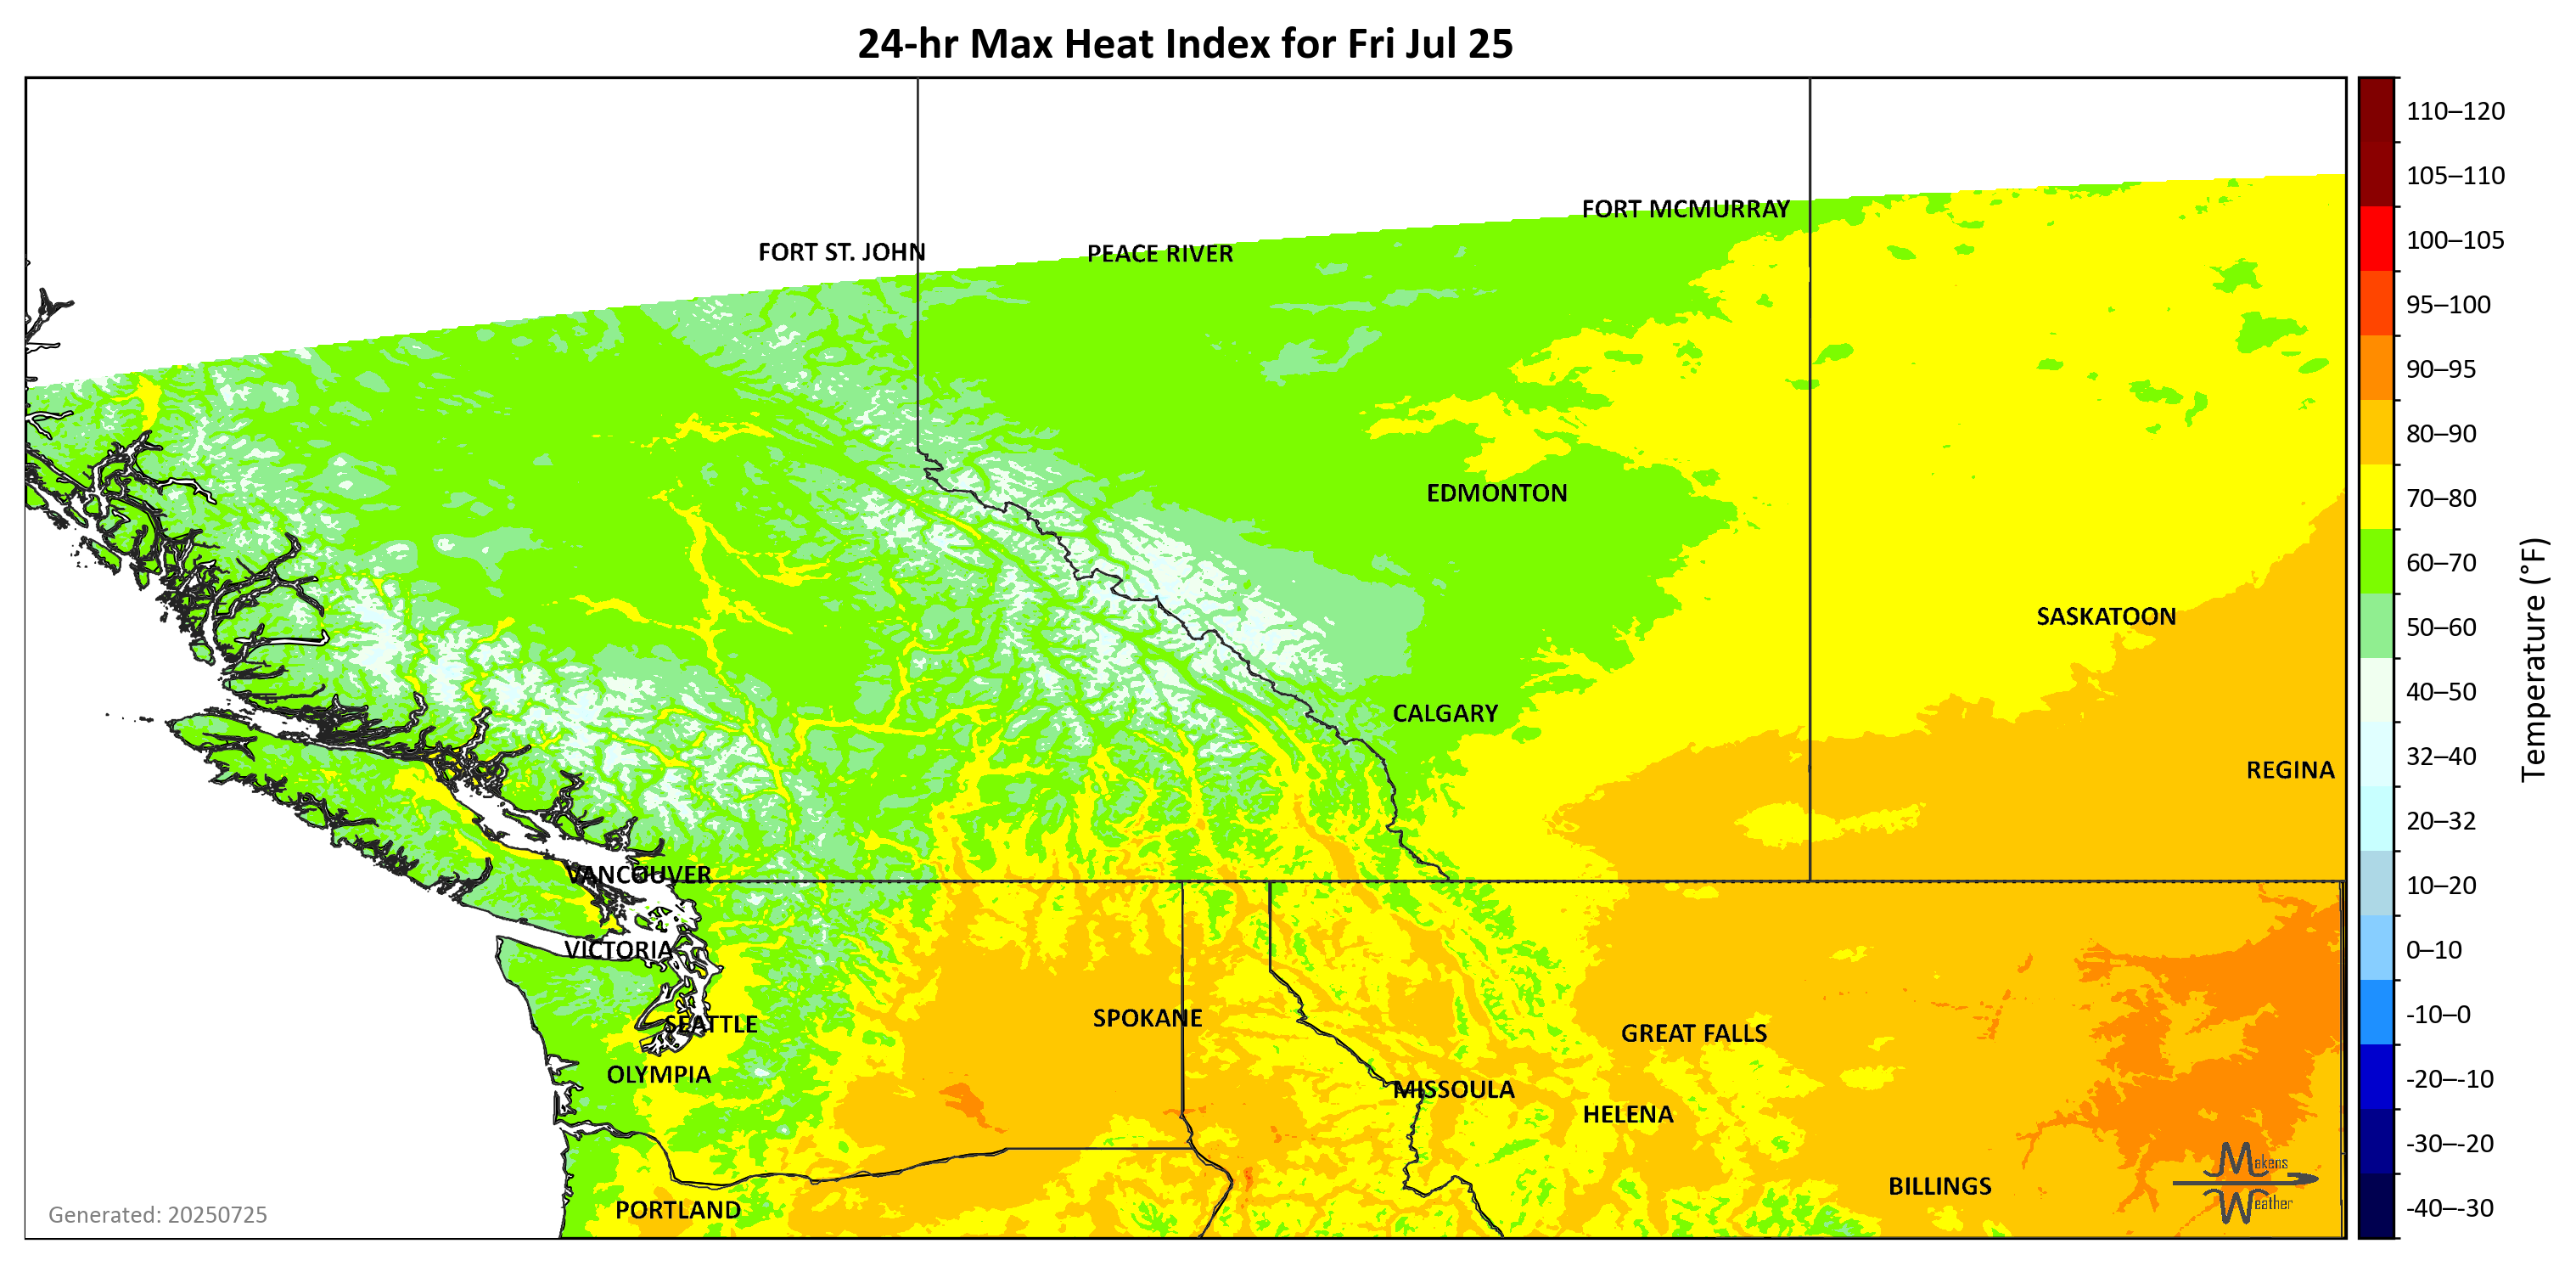 24-hr Max Heat Index for Fri Jul 25
110–120
105–110
100–105
95–100
90–95
80–90
70–80
60–70
50–60
40–50
32–40
20–32
10–20
0–10
-10–0
-20–-10
-30–-20
-40–-30
Temperature (°F)
FORT MCMURRAY
FORT ST. JOHN
PEACE RIVER
EDMONTON
SASKATOON
CALGARY
REGINA
VANCOUVER
VICTORIA
SPOKANE
SEATTLE
GREAT FALLS
OLYMPIA
MISSOULA
HELENA
BILLINGS
PORTLAND
Makens
Weather
Generated: 20250725